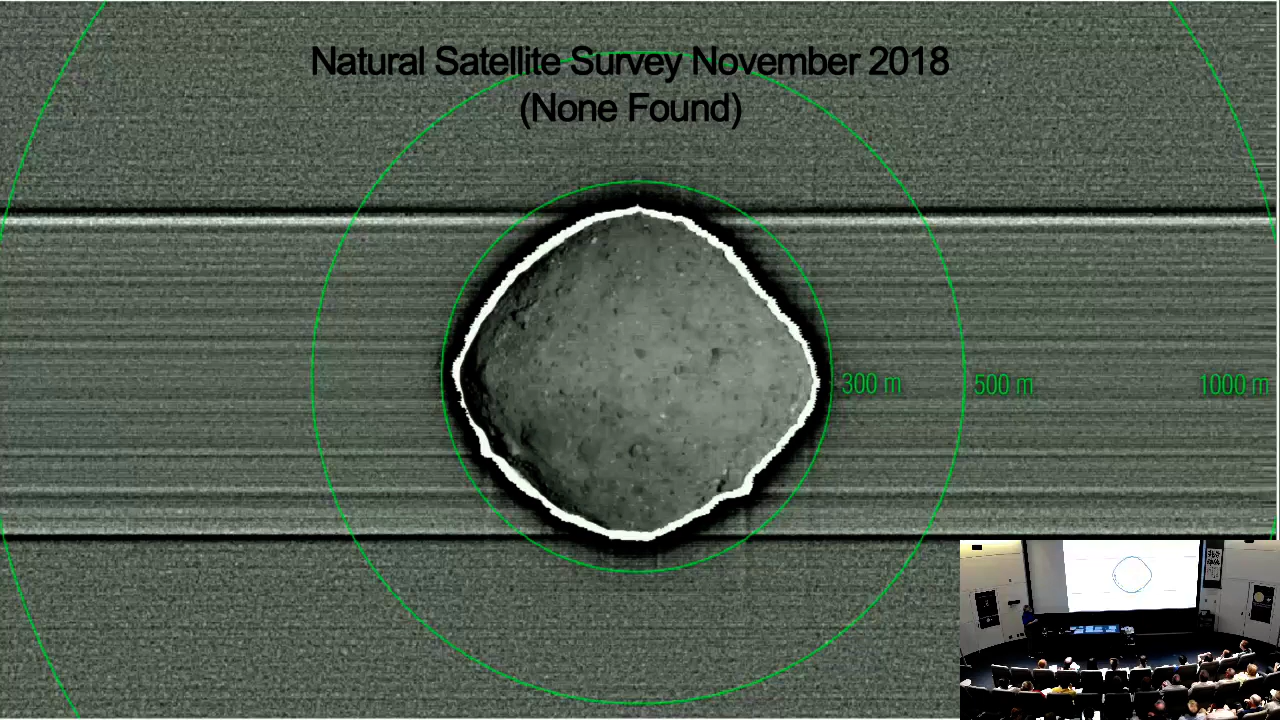 Natural Satellite Survey November 2018
(None Found)
300 m
500 m
1000 m